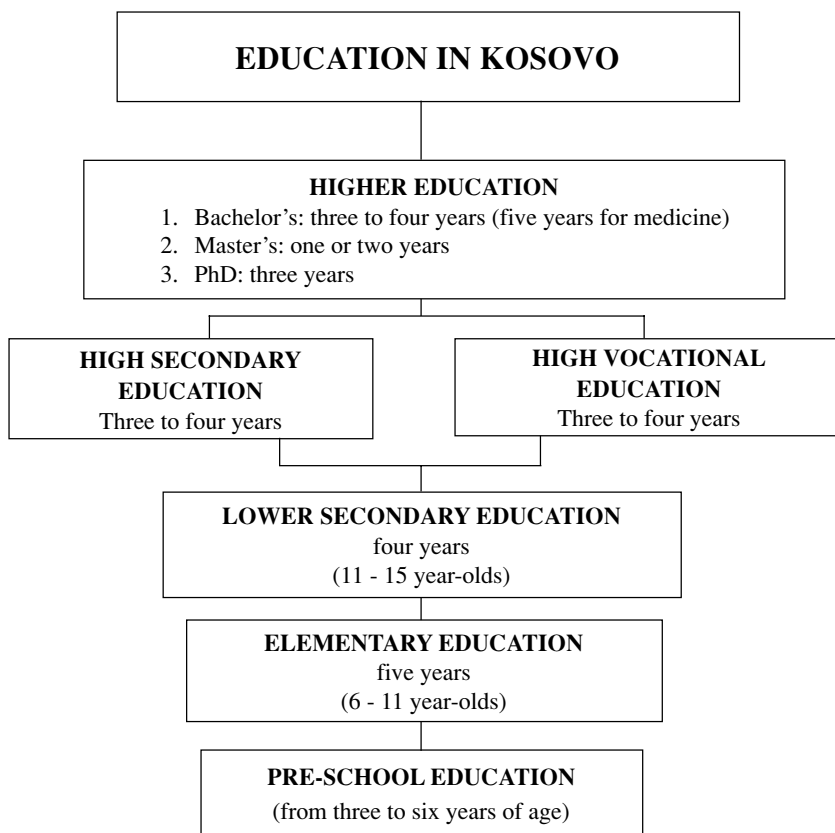 EDUCATION IN KOSOVO
HIGHER EDUCATION
1. Bachelor's: three to four years (five years for medicine)
2. Master's: one or two years
3. PhD: three years
HIGH SECONDARY
EDUCATION
Three to four years
HIGH VOCATIONAL
EDUCATION
Three to four years
LOWER SECONDARY EDUCATION
four years
(11 - 15 year-olds)
ELEMENTARY EDUCATION
five years
(6 - 11 year-olds)
PRE-SCHOOL EDUCATION
(from three to six years of age)